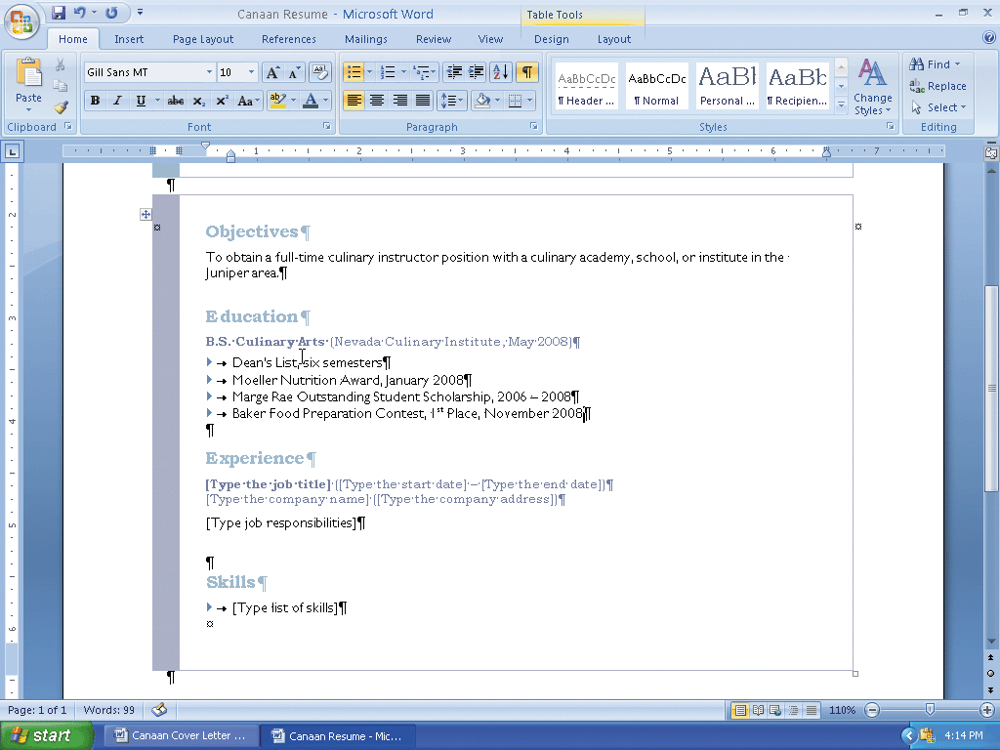 Canaan Resume - Microsoft Word
Table Tools
Home Insert Page Layout References Mailings Review View Design Layout
Paste
Gill Sans MT 10
B I U abc X₂ X² Aa ab A
AaBbCcDc AaBbCcDc AaBl AaBb
¶ Header ... ¶ Normal Personal ... ¶ Recipien...
Change Styles
Find
Replace
Select
Clipboard Font Paragraph Styles Editing
1 2 3 4 5 6 7
Objectives¶
To obtain a full-time culinary instructor position with a culinary academy, school, or institute in the
Juniper area.¶
Education¶
B.S. Culinary Arts (Nevada Culinary Institute, May 2008)¶
Dean's List, six semesters¶
Moeller Nutrition Award, January 2008¶
Marge Rae Outstanding Student Scholarship, 2006 – 2008¶
Baker Food Preparation Contest, 1st Place, November 2008¶
¶
Experience¶
[Type the job title] ([Type the start date] – [Type the end date])¶
[Type the company name] ([Type the company address])¶
[Type job responsibilities]¶
¶
Skills¶
[Type list of skills]¶
Page: 1 of 1 Words: 99 110%
start Canaan Cover Letter ... Canaan Resume - Mic... 4:14 PM